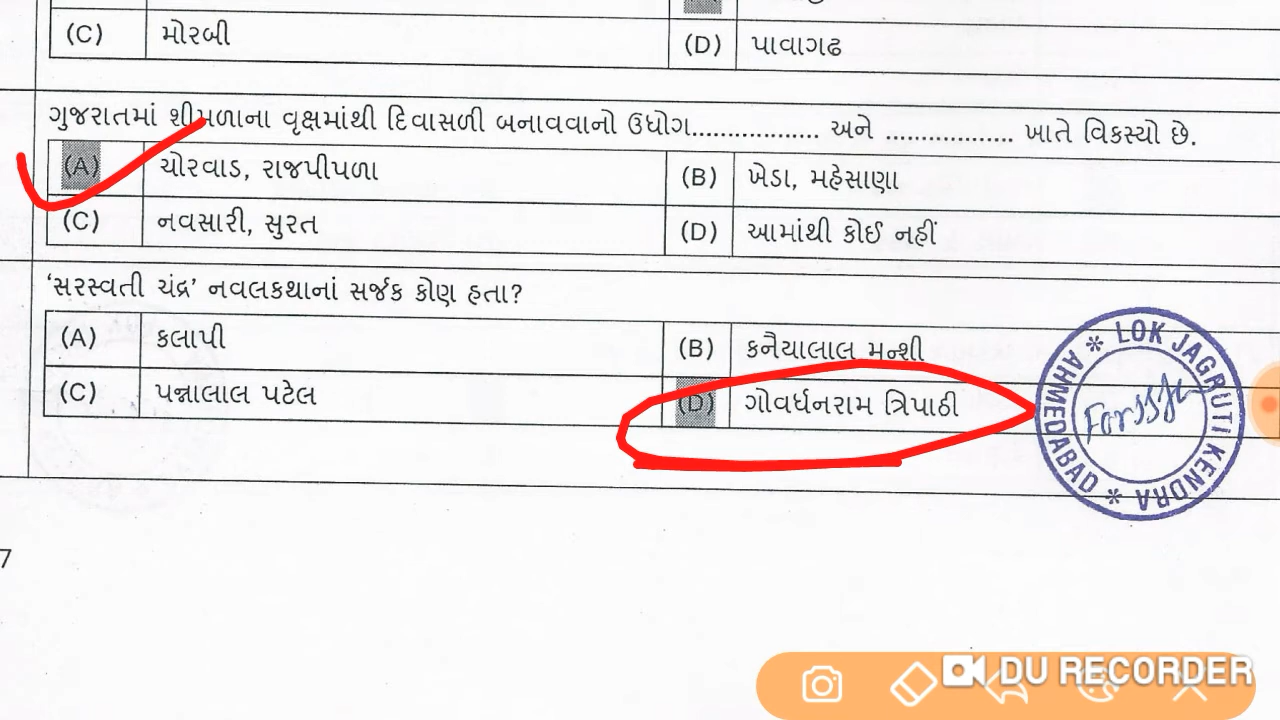 (C) મોરબી (D) પાવાગઢ
ગુજરાતમાં શીમળાના વૃક્ષમાંથી દિવાસળી બનાવવાનો ઉદ્યોગ.................. અને .................. ખાતે વિકસ્યો છે.
(A) ચોરવાડ, રાજપીપળા (B) ખેડા, મહેસાણા
(C) નવસારી, સુરત (D) આમાંથી કોઈ નહીં
‘સરસ્વતી ચંદ્ર’ નવલકથાનાં સર્જક કોણ હતા?
(A) કલાપી (B) કનૈયાલાલ મન્શી
(C) પન્નાલાલ પટેલ (D) ગોવર્ધનરામ ત્રિપાઠી
* LOK JAGRUTI KENDRA * AHMEDABAD
7
DU RECORDER